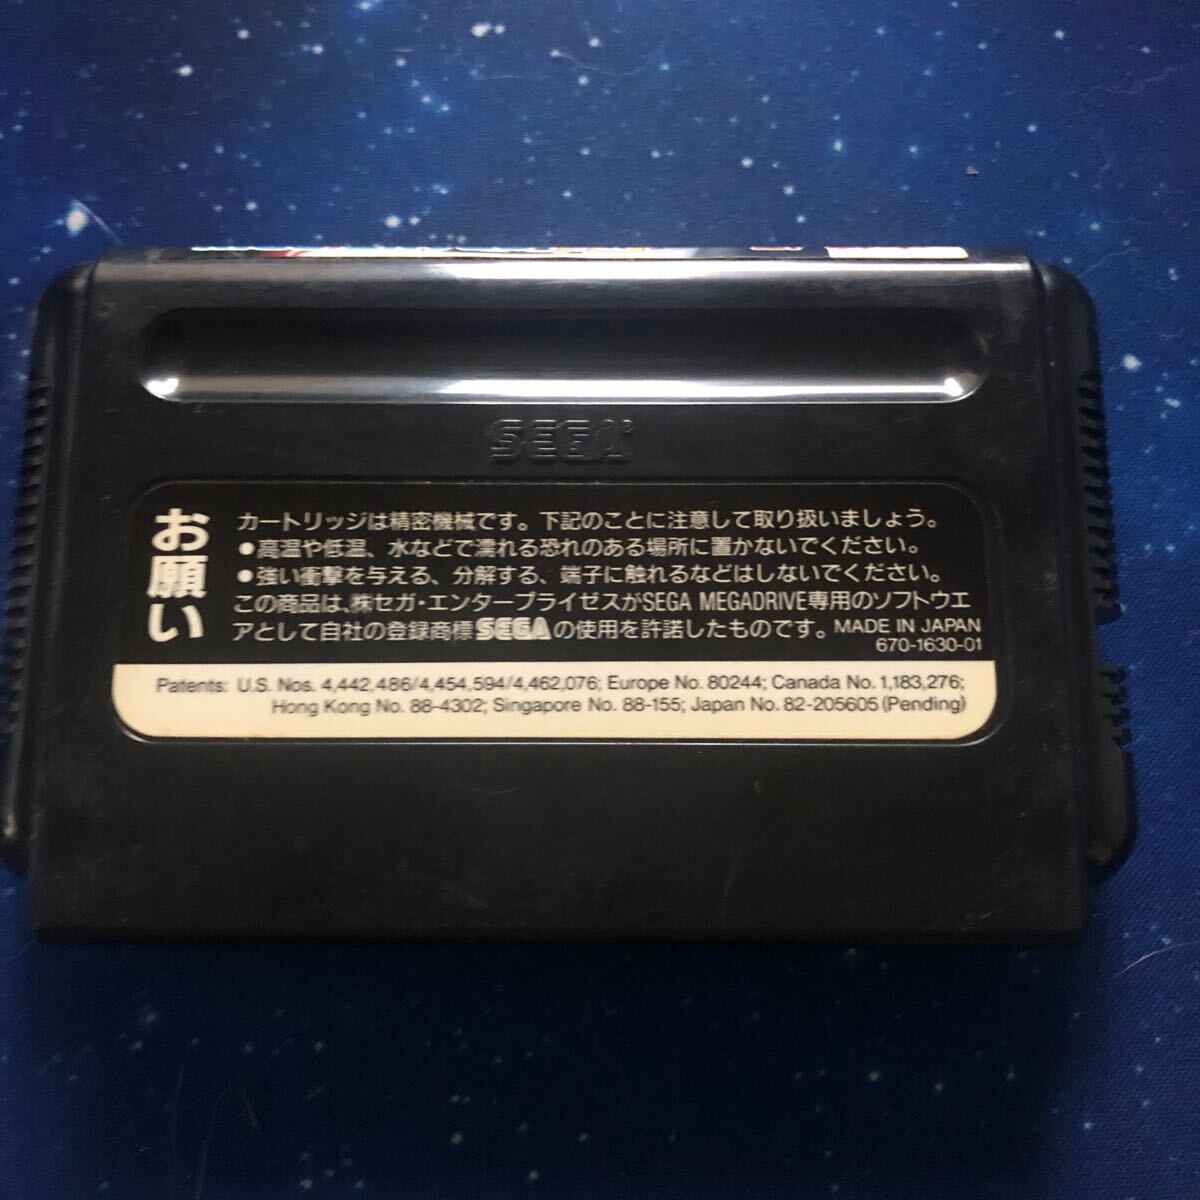 SEGA®
お願い
カートリッジは精密機械です。下記のことに注意して取り扱いましょう。
●高温や低温、水などで濡れる恐れのある場所に置かないでください。
●強い衝撃を与える、分解する、端子に触れるなどはしないでください。
この商品は、㈱セガ・エンタープライゼスがSEGA MEGADRIVE専用のソフトウエ
アとして自社の登録商標SEGAの使用を許諾したものです。 MADE IN JAPAN
670-1630-01
Patents: U.S. Nos. 4,442,486/4,454,594/4,462,076; Europe No. 80244; Canada No. 1,183,276;
Hong Kong No. 88-4302; Singapore No. 88-155; Japan No. 82-205605 (Pending)